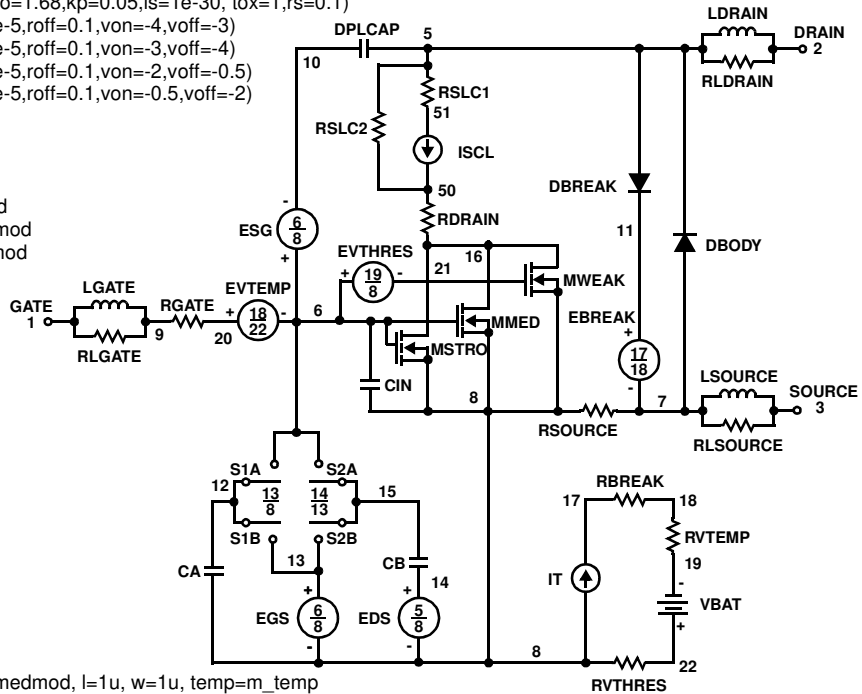 o=1.68,kp=0.05,is=1e-30, tox=1,rs=0.1)
e-5,roff=0.1,von=-4,voff=-3)
e-5,roff=0.1,von=-3,voff=-4)
e-5,roff=0.1,von=-2,voff=-0.5)
e-5,roff=0.1,von=-0.5,voff=-2)
d
mod
mod
LDRAIN
DPLCAP
5
DRAIN
2
10
RLDRAIN
RSLC1
51
RSLC2
ISCL
50
DBREAK
RDRAIN
ESG
6
8
-
+
11
DBODY
EVTHRES
16
21
+
19
8
-
MWEAK
LGATE
EVTEMP
GATE
1
RGATE
+
18
22
-
6
EBREAK
+
MMED
9
20
RLGATE
MSTRO
17
18
-
LSOURCE
SOURCE
3
CIN
8
7
RSOURCE
RLSOURCE
S1A
S2A
12
13
8
14
13
15
RBREAK
17
18
S1B
S2B
RVTEMP
13
CB
19
CA
14
IT
-
VBAT
+
+
EGS
6
8
-
+
EDS
5
8
-
8
22
RVTHRES
medmod, l=1u, w=1u, temp=m_temp